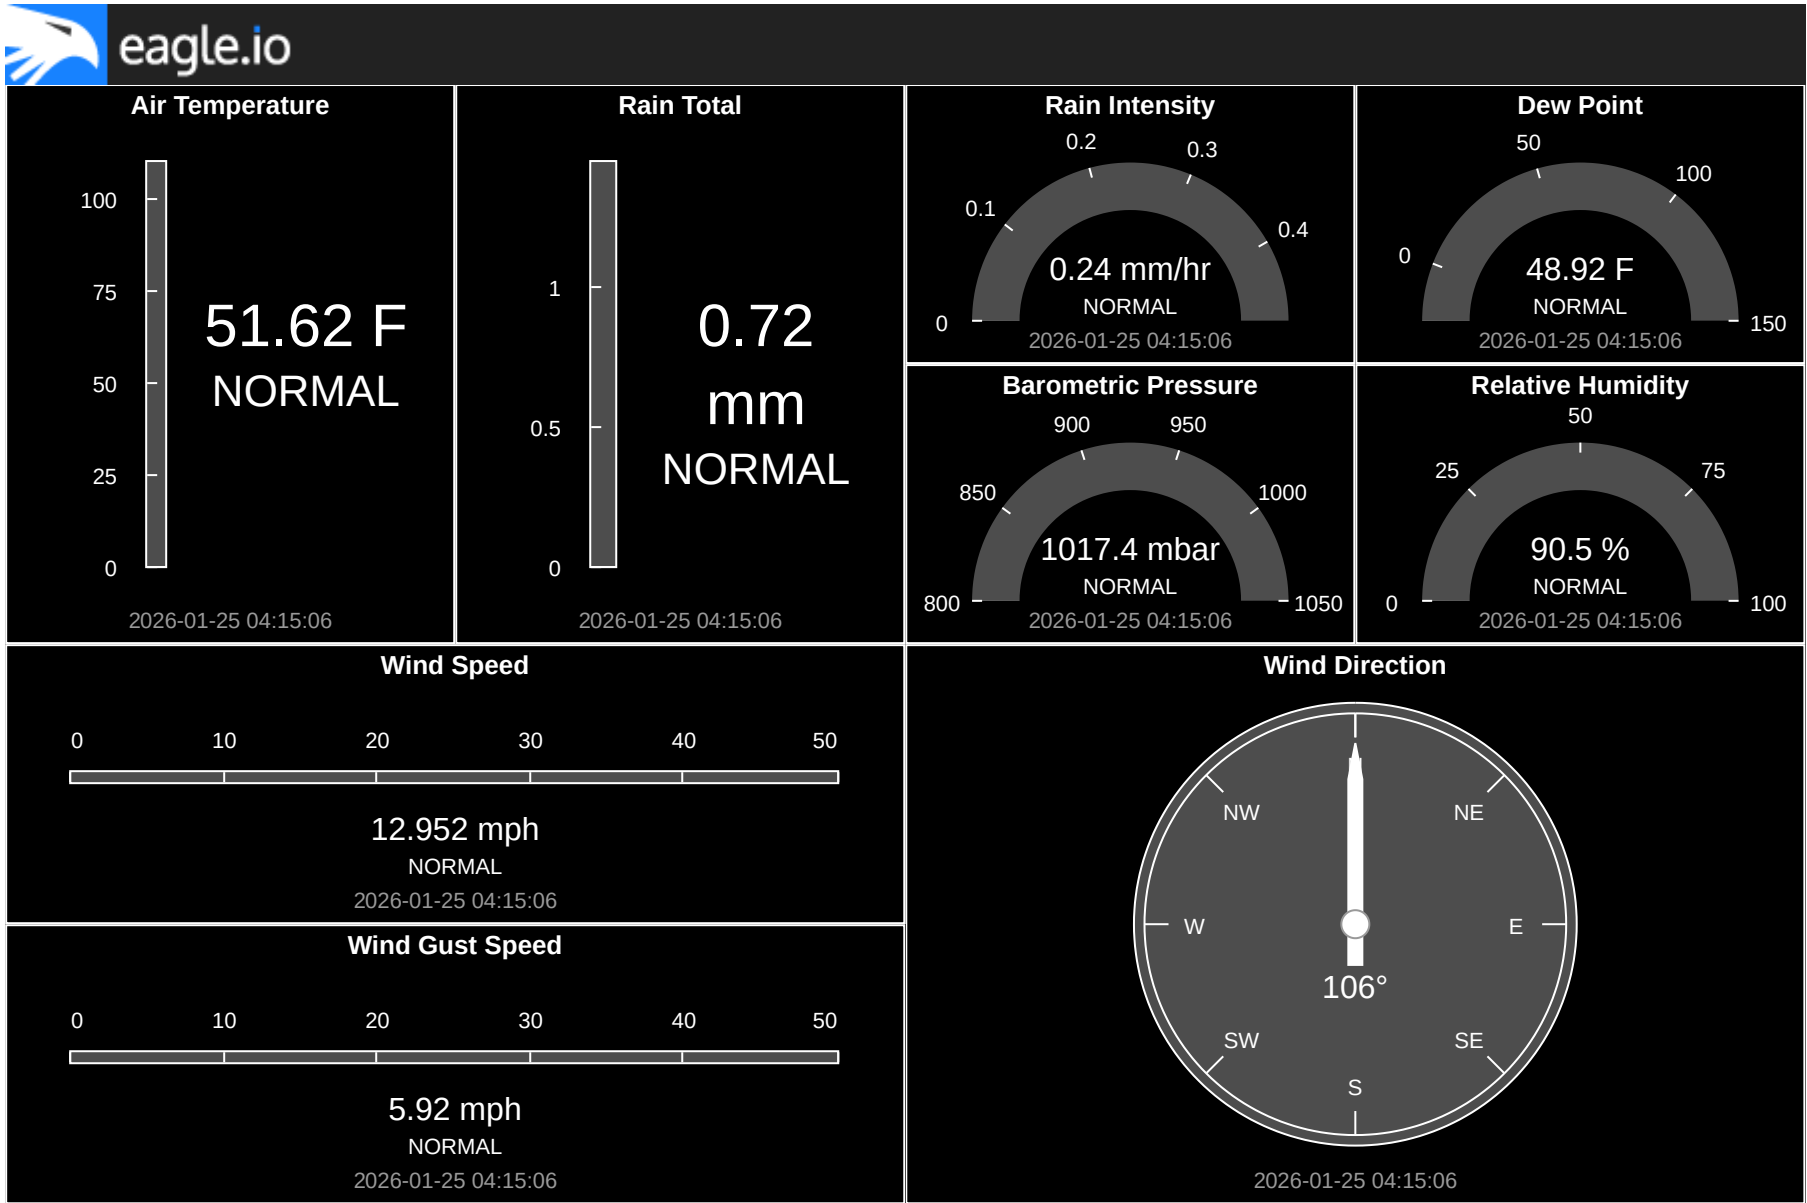 eagle.io
Air Temperature
100
75
50
25
0
51.62 F
NORMAL
2026-01-25 04:15:06
Rain Total
1
0.5
0
0.72
mm
NORMAL
2026-01-25 04:15:06
Rain Intensity
0
0.1
0.2
0.3
0.4
0.24 mm/hr
NORMAL
2026-01-25 04:15:06
Dew Point
0
50
100
150
48.92 F
NORMAL
2026-01-25 04:15:06
Barometric Pressure
800
850
900
950
1000
1050
1017.4 mbar
NORMAL
2026-01-25 04:15:06
Relative Humidity
0
25
50
75
100
90.5 %
NORMAL
2026-01-25 04:15:06
Wind Speed
0 10 20 30 40 50
12.952 mph
NORMAL
2026-01-25 04:15:06
Wind Gust Speed
0 10 20 30 40 50
5.92 mph
NORMAL
2026-01-25 04:15:06
Wind Direction
NW NE
W E
106°
SW SE
S
2026-01-25 04:15:06